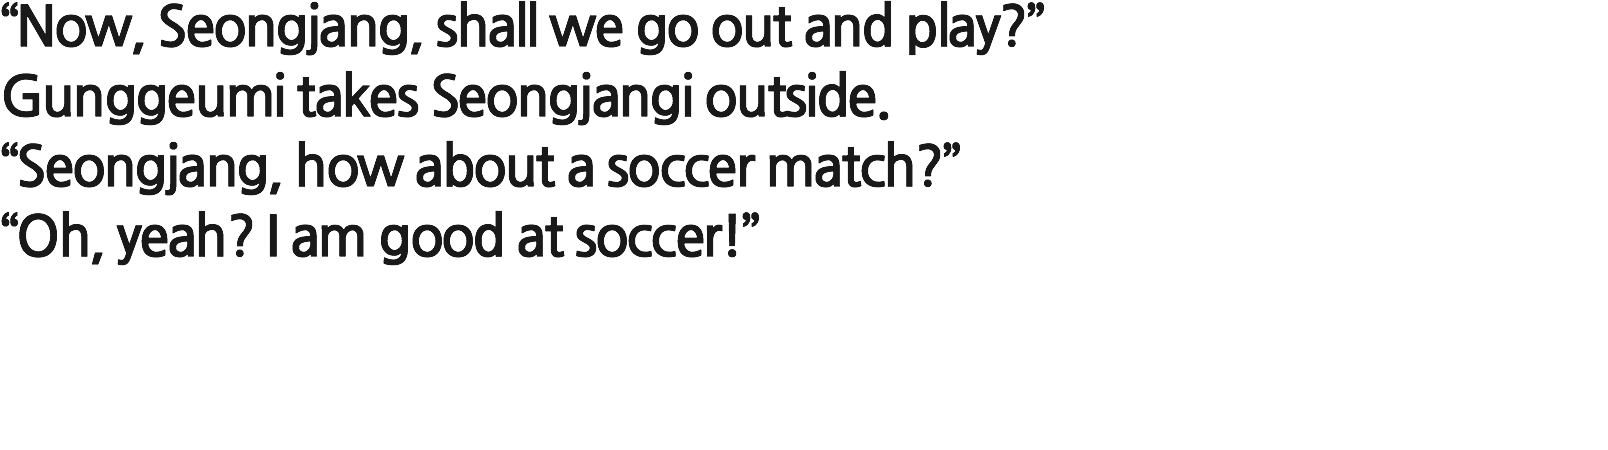 “Now, Seongjang, shall we go out and play?”
Gunggeumi takes Seongjangi outside.
“Seongjang, how about a soccer match?”
“Oh, yeah? I am good at soccer!”